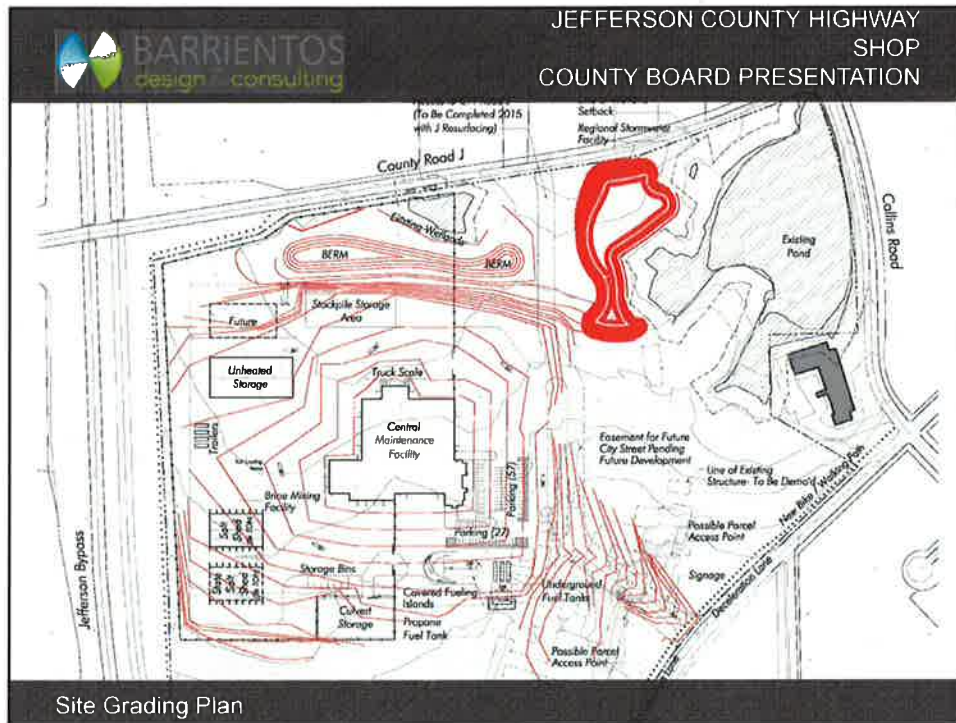 BARRiENTOS
design & consulting
JEFFERSON COUNTY HIGHWAY
SHOP
COUNTY BOARD PRESENTATION
(To Be Completed 2015
with J Resurfacing)
Setback
Regional Stormwater
Facility
County Road J
Existing Wetlands
BERM
BERM
Existing
Pond
Collins Road
Stockpile Storage
Area
Future
Unheated
Storage
Truck Scale
Trailers
Central
Maintenance
Facility
Easement for Future
City Street Pending
Future Development
Line of Existing
Structure- To Be Demo'd
New Bike / Walking Path
Parking (57)
Brine Mixing
Facility
Salt
Shed
Parking (27)
Possible Parcel
Access Point
Storage Bins
Signage
Deceleration Lane
State
Salt
Shed
Covered Fueling
Islands
Underground
Fuel Tanks
Culvert
Storage
Propane
Fuel Tank
Possible Parcel
Access Point
Lane
Jefferson Bypass
Site Grading Plan